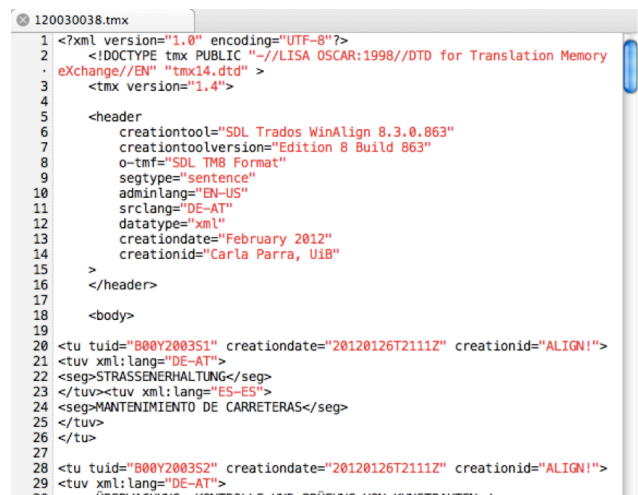 120030038.tmx
1 <?xml version="1.0" encoding="UTF-8"?>
2 <!DOCTYPE tmx PUBLIC "-//LISA OSCAR:1998//DTD for Translation Memory
· eXchange//EN" "tmx14.dtd" >
3 <tmx version="1.4">
4
5 <header
6 creationtool="SDL Trados WinAlign 8.3.0.863"
7 creationtoolversion="Edition 8 Build 863"
8 o-tmf="SDL TM8 Format"
9 segtype="sentence"
10 adminlang="EN-US"
11 srclang="DE-AT"
12 datatype="xml"
13 creationdate="February 2012"
14 creationid="Carla Parra, UiB"
15 >
16 </header>
17
18 <body>
19
20 <tu tuid="B00Y2003S1" creationdate="20120126T2111Z" creationid="ALIGN!">
21 <tuv xml:lang="DE-AT">
22 <seg>STRASSENERHALTUNG</seg>
23 </tuv><tuv xml:lang="ES-ES">
24 <seg>MANTENIMIENTO DE CARRETERAS</seg>
25 </tuv>
26 </tu>
27
28 <tu tuid="B00Y2003S2" creationdate="20120126T2111Z" creationid="ALIGN!">
29 <tuv xml:lang="DE-AT">